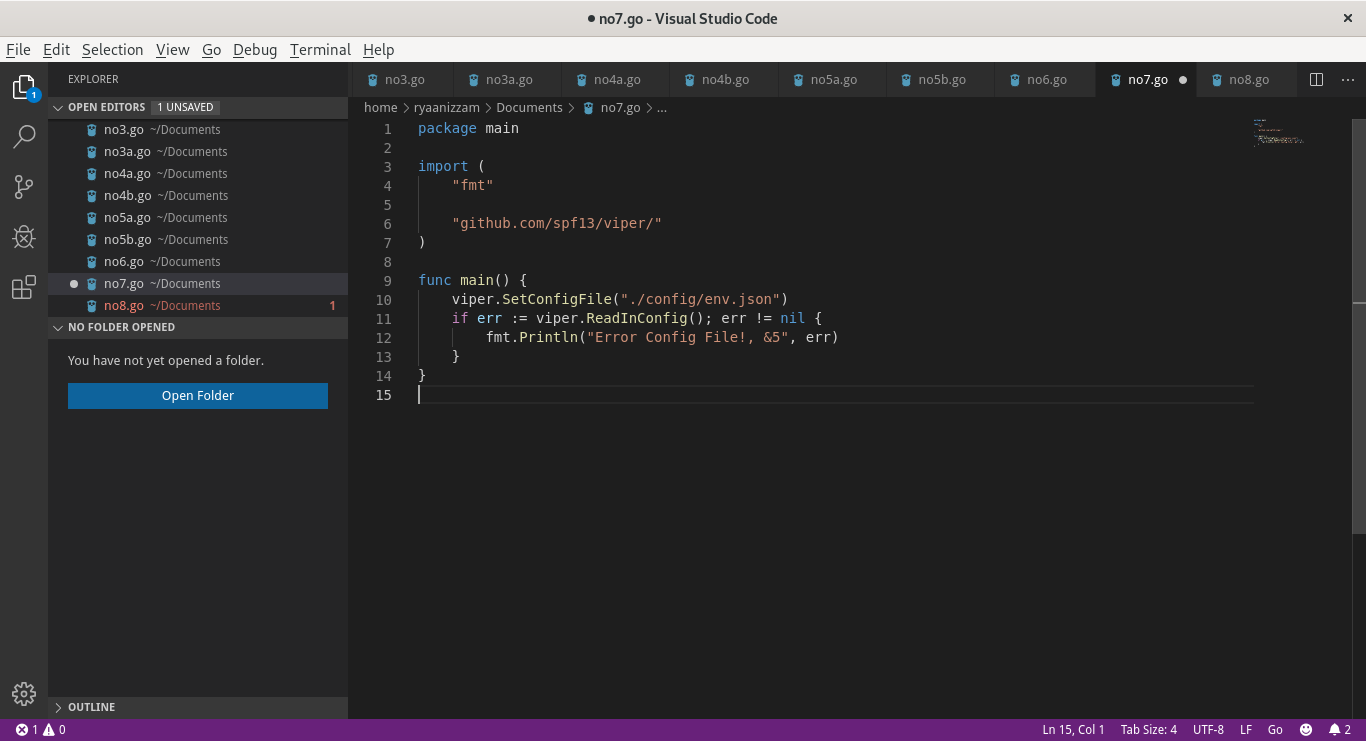 ● no7.go - Visual Studio Code
File Edit Selection View Go Debug Terminal Help
1
EXPLORER
OPEN EDITORS 1 UNSAVED
no3.go ~/Documents
no3a.go ~/Documents
no4a.go ~/Documents
no4b.go ~/Documents
no5a.go ~/Documents
no5b.go ~/Documents
no6.go ~/Documents
no7.go ~/Documents
no8.go ~/Documents 1
NO FOLDER OPENED
You have not yet opened a folder.
Open Folder
OUTLINE
no3.go no3a.go no4a.go no4b.go no5a.go no5b.go no6.go no7.go no8.go
home > ryaanizzam > Documents > no7.go > ...
1 package main
2
3 import (
4 "fmt"
5
6 "github.com/spf13/viper/"
7 )
8
9 func main() {
10 viper.SetConfigFile("./config/env.json")
11 if err := viper.ReadInConfig(); err != nil {
12 fmt.Println("Error Config File!, &5", err)
13 }
14 }
15
1 0 Ln 15, Col 1 Tab Size: 4 UTF-8 LF Go 2